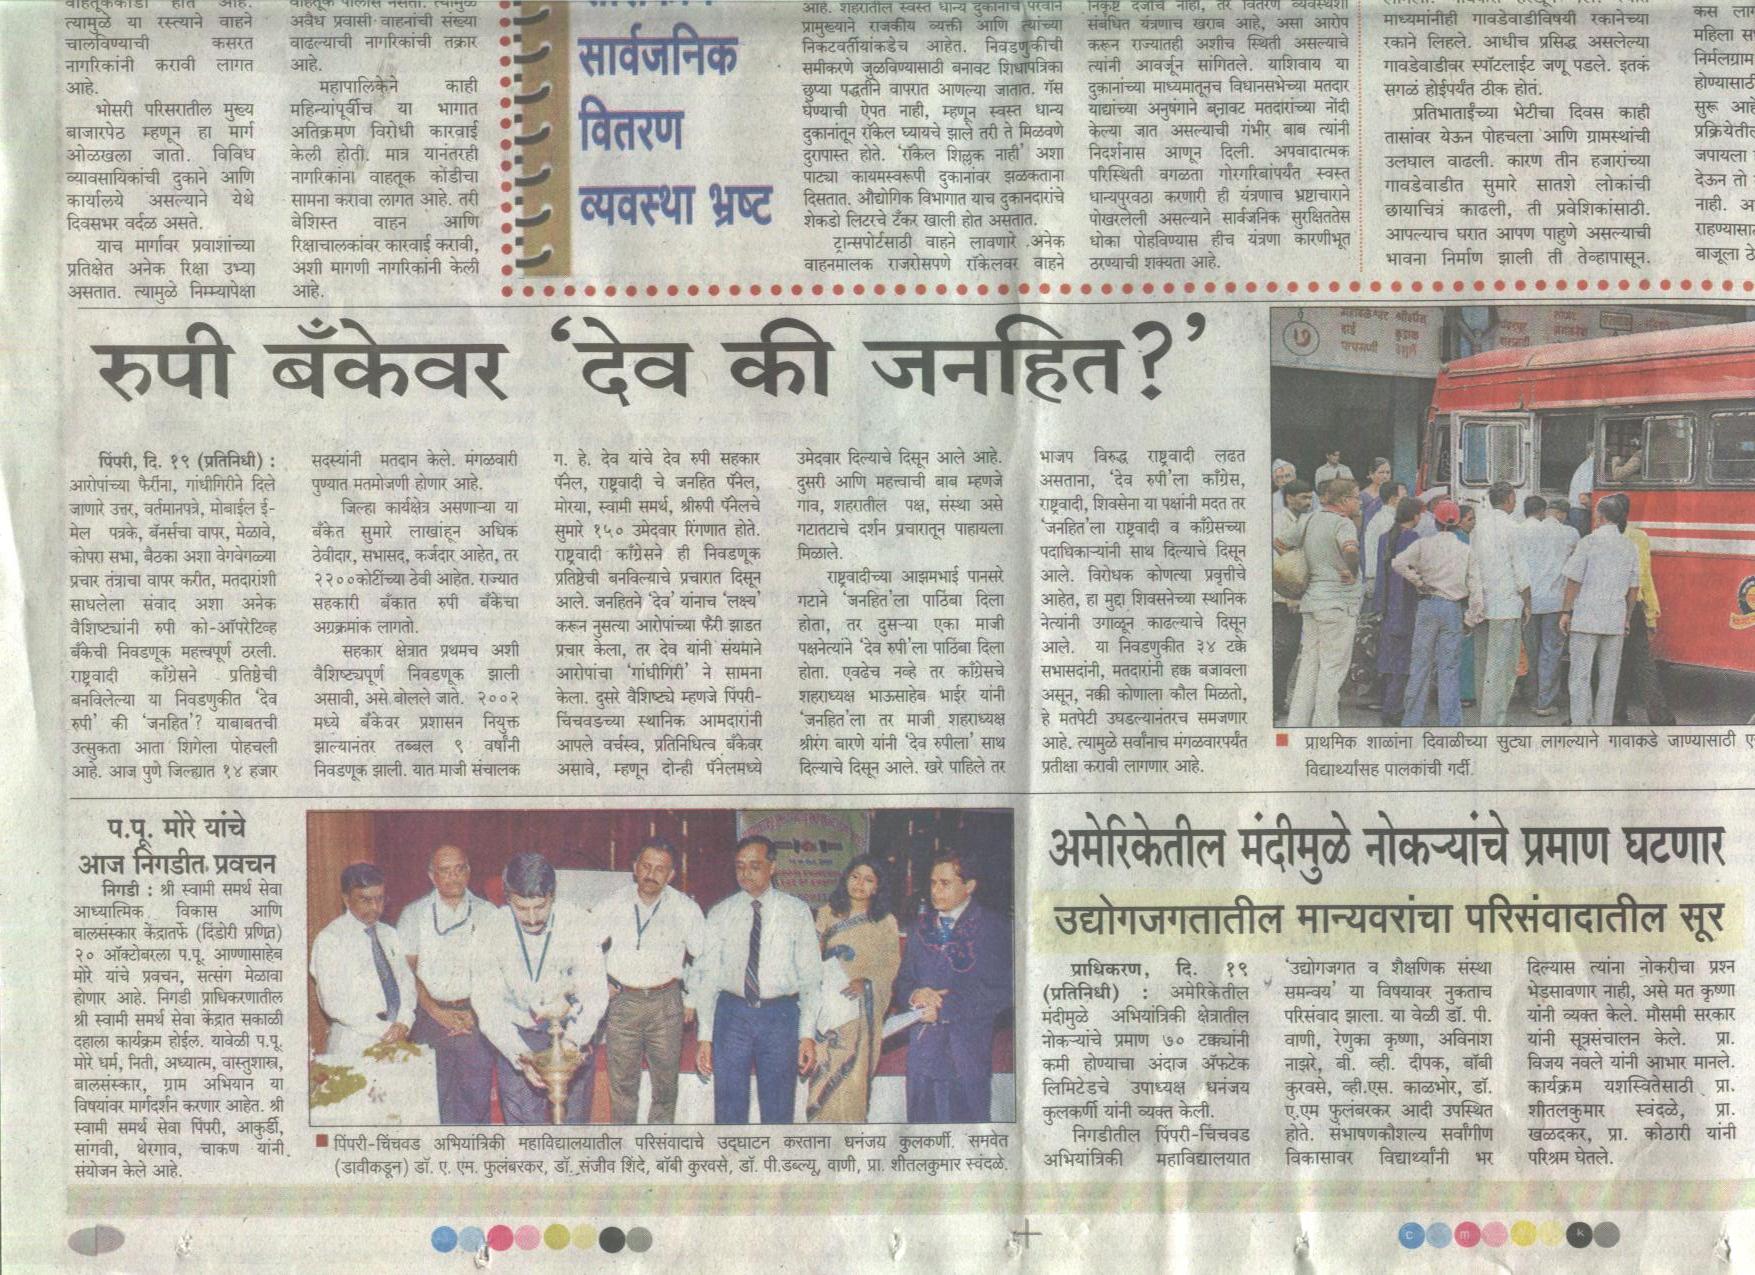 त्यामुळे या रस्त्याने वाहने
चालविण्याची कसरत
नागरिकांनी करावी लागत
आहे.
भोसरी परिसरातील मुख्य
बाजारपेठ म्हणून हा मार्ग
ओळखला जातो. विविध
व्यावसायिकांची दुकाने आणि
कार्यालये असल्याने येथे
दिवसभर वर्दळ असते.
याच मार्गावर प्रवाशांच्या
प्रतिक्षेत अनेक रिक्षा उभ्या
असतात. त्यामुळे निम्म्यापेक्षा
अवैध प्रवासी वाहनांची संख्या
वाढल्याची नागरिकांची तक्रार
आहे.
महापालिकेने काही
महिन्यांपूर्वीच या भागात
अतिक्रमण विरोधी कारवाई
केली होती. मात्र यानंतरही
नागरिकांना वाहतूक कोंडीचा
सामना करावा लागत आहे. तरी
बेशिस्त वाहन आणि
रिक्षाचालकांवर कारवाई करावी,
अशी मागणी नागरिकांनी केली
आहे.
सार्वजनिक
वितरण
व्यवस्था भ्रष्ट
आहे. शहरातील स्वस्त धान्य दुकानांचे परवाने
प्रामुख्याने राजकीय व्यक्ती आणि त्यांच्या
निकटवर्तीयांकडेच आहेत. निवडणुकीची
समीकरणे जुळविण्यासाठी बनावट शिधापत्रिका
छुप्या पद्धतीने वापरात आणल्या जातात. गॅस
घेण्याची ऐपत नाही, म्हणून स्वस्त धान्य
दुकानांतून रॉकेल घ्यायचे झाले तरी ते मिळवणे
दुरापास्त होते. 'रॉकेल शिल्लक नाही' अशा
पाट्या कायमस्वरूपी दुकानांवर झळकताना
दिसतात. औद्योगिक विभागात याच दुकानदारांचे
शेकडो लिटरचे टँकर खाली होत असतात.
ट्रान्सपोर्टसाठी वाहने लावणारे अनेक
वाहनमालक राजरोसपणे रॉकेलवर वाहने
निकृष्ट दर्जाचे नाही, तर वितरण व्यवस्थेशी
संबंधित यंत्रणाच खराब आहे, असा आरोप
करून राज्यातही अशीच स्थिती असल्याचे
त्यांनी आवर्जून सांगितले. याशिवाय या
दुकानांच्या माध्यमातूनच विधानसभेच्या मतदार
याद्यांच्या अनुषंगाने बनावट मतदारांच्या नोंदी
केल्या जात असल्याची गंभीर बाब त्यांनी
निदर्शनास आणून दिली. अपवादात्मक
परिस्थिती वगळता गोरगरिबांपर्यंत स्वस्त
धान्यपुरवठा करणारी ही यंत्रणाच भ्रष्टाचाराने
पोखरलेली असल्याने सार्वजनिक सुरक्षिततेस
धोका पोहविण्यास हीच यंत्रणा कारणीभूत
ठरण्याची शक्यता आहे.
माध्यमांनीही गावडेवाडीविषयी रकानेच्या
रकाने लिहले. आधीच प्रसिद्ध असलेल्या
गावडेवाडीवर स्पॉटलाईट जणू पडले. इतकं
सगळं होईपर्यंत ठीक होतं.
प्रतिभाताईंच्या भेटीचा दिवस काही
तासांवर येऊन पोहचला आणि ग्रामस्थांची
उलघाल वाढली. कारण तीन हजारांच्या
गावडेवाडीत सुमारे सातशे लोकांची
छायाचित्रं काढली, ती प्रवेशिकांसाठी.
आपल्याच घरात आपण पाहुणे असल्याची
भावना निर्माण झाली ती तेव्हापासून.
कस
महिला
निर्मलग्राम
होण्यासाठी
सुरू आहे
प्रक्रियेतील
जपायला
देऊन तो
नाही.
राहण्यासा
बाजूला
रुपी बँकेवर 'देव की जनहित?'
पिंपरी, दि. १९ (प्रतिनिधी) :
आरोपांच्या फैरींना, गांधीगिरीने दिले
जाणारे उत्तर, वर्तमानपत्रे, मोबाईल ई-
मेल पत्रके, बॅनर्सचा वापर, मेळावे,
कोपरा सभा, बैठका अशा वेगवेगळ्या
प्रचार तंत्राचा वापर करीत, मतदारांशी
साधलेला संवाद अशा अनेक
वैशिष्ट्यांनी रुपी को-ऑपरेटिव्ह
बँकेची निवडणूक महत्त्वपूर्ण ठरली.
राष्ट्रवादी काँग्रेसने प्रतिष्ठेची
बनविलेल्या या निवडणुकीत 'देव
रुपी' की 'जनहित'? याबाबतची
उत्सुकता आता शिगेला पोहचली
आहे. आज पुणे जिल्ह्यात १४ हजार
सदस्यांनी मतदान केले. मंगळवारी
पुण्यात मतमोजणी होणार आहे.
जिल्हा कार्यक्षेत्र असणाऱ्या या
बँकेत सुमारे लाखांहून अधिक
ठेवीदार, सभासद, कर्जदार आहेत, तर
२२००कोटींच्या ठेवी आहेत. राज्यात
सहकारी बँकात रुपी बँकेचा
अग्रक्रमांक लागतो.
सहकार क्षेत्रात प्रथमच अशी
वैशिष्ट्यपूर्ण निवडणूक झाली
असावी, असे बोलले जाते. २००२
मध्ये बँकेवर प्रशासन नियुक्त
झाल्यानंतर तब्बल ९ वर्षांनी
निवडणूक झाली. यात माजी संचालक
ग. हे. देव यांचे देव रुपी सहकार
पॅनेल, राष्ट्रवादी चे जनहित पॅनेल,
मोरया, स्वामी समर्थ, श्रीरुपी पॅनेलचे
सुमारे १५० उमेदवार रिंगणात होते.
राष्ट्रवादी काँग्रेसने ही निवडणूक
प्रतिष्ठेची बनविल्याचे प्रचारात दिसून
आले. जनहितने 'देव' यांनाच 'लक्ष्य'
करून नुसत्या आरोपांच्या फैरी झाडत
प्रचार केला, तर देव यांनी संयमाने
आरोपांचा 'गांधीगिरी' ने सामना
केला. दुसरे वैशिष्ट्ये म्हणजे पिंपरी-
चिंचवडच्या स्थानिक आमदारांनी
आपले वर्चस्व, प्रतिनिधित्व बँकेवर
असावे, म्हणून दोन्ही पॅनेलमध्ये
उमेदवार दिल्याचे दिसून आले आहे.
दुसरी आणि महत्त्वाची बाब म्हणजे
गाव, शहरातील पक्ष, संस्था असे
गटातटाचे दर्शन प्रचारातून पाहायला
मिळाले.
राष्ट्रवादीच्या आझमभाई पानसरे
गटाने 'जनहित'ला पाठिंबा दिला
होता, तर दुसऱ्या एका माजी
पक्षनेत्याने 'देव रुपी'ला पाठिंबा दिला
होता. एवढेच नव्हे तर काँग्रेसचे
शहराध्यक्ष भाऊसाहेब भोईर यांनी
'जनहित'ला तर माजी शहराध्यक्ष
श्रीरंग बारणे यांनी 'देव रुपीला' साथ
दिल्याचे दिसून आले. खरे पाहिले तर
भाजप विरुद्ध राष्ट्रवादी लढत
असताना, 'देव रुपी'ला काँग्रेस,
राष्ट्रवादी, शिवसेना या पक्षांनी मदत तर
'जनहित'ला राष्ट्रवादी व काँग्रेसच्या
पदाधिकाऱ्यांनी साथ दिल्याचे दिसून
आले. विरोधक कोणत्या प्रवृत्तीचे
आहेत, हा मुद्दा शिवसेनेच्या स्थानिक
नेत्यांनी उगाळून काढल्याचे दिसून
आले. या निवडणुकीत ३४ टक्के
सभासदांनी, मतदारांनी हक्क बजावला
असून, नक्की कोणाला कौल मिळतो,
हे मतपेटी उघडल्यानंतरच समजणार
आहे. त्यामुळे सर्वांनाच मंगळवारपर्यंत
प्रतीक्षा करावी लागणार आहे.
७
प्राथमिक शाळांना दिवाळीच्या सुट्या लागल्याने गावाकडे जाण्यासाठी
विद्यार्थ्यांसह पालकांची गर्दी.
प.पू. मोरे यांचे
आज निगडीत प्रवचन
निगडी : श्री स्वामी समर्थ सेवा
आध्यात्मिक विकास आणि
बालसंस्कार केंद्रातर्फे (दिंडोरी प्रणित)
२० ऑक्टोबरला प.पू. आण्णासाहेब
मोरे यांचे प्रवचन, सत्संग मेळावा
होणार आहे. निगडी प्राधिकरणातील
श्री स्वामी समर्थ सेवा केंद्रात सकाळी
दहाला कार्यक्रम होईल. यावेळी प.पू.
मोरे धर्म, निती, अध्यात्म, वास्तुशास्त्र,
बालसंस्कार, ग्राम अभियान या
विषयांवर मार्गदर्शन करणार आहेत. श्री
स्वामी समर्थ सेवा पिंपरी, आकुर्डी,
सांगवी, थेरगाव, चाकण यांनी
संयोजन केले आहे.
पिंपरी-चिंचवड अभियांत्रिकी महाविद्यालयातील परिसंवादाचे उद्घाटन करताना धनंजय कुलकर्णी. समवेत
(डावीकडून) डॉ. ए. एम. फुलंबरकर, डॉ. संजीव शिंदे, बॉबी कुरवसे, डॉ. पी.डब्ल्यू, वाणी, प्रा. शीतलकुमार स्वंदळे.
अमेरिकेतील मंदीमुळे नोकऱ्यांचे प्रमाण घटणार
उद्योगजगतातील मान्यवरांचा परिसंवादातील सूर
प्राधिकरण, दि. १९
(प्रतिनिधी) : अमेरिकेतील
मंदीमुळे अभियांत्रिकी क्षेत्रातील
नोकऱ्यांचे प्रमाण ७० टक्क्यांनी
कमी होण्याचा अंदाज ॲफ्टेक
लिमिटेडचे उपाध्यक्ष धनंजय
कुलकर्णी यांनी व्यक्त केली.
निगडीतील पिंपरी-चिंचवड
अभियांत्रिकी महाविद्यालयात
'उद्योगजगत व शैक्षणिक संस्था
समन्वय' या विषयावर नुकताच
परिसंवाद झाला. या वेळी डॉ. पी.
वाणी, रेणुका कृष्णा, अविनाश
नाझरे, बी. व्ही. दीपक, बॉबी
कुरवसे, व्ही.एस. काळभोर, डॉ.
ए.एम फुलंबरकर आदी उपस्थित
होते. संभाषणकौशल्य सर्वांगीण
विकासावर विद्यार्थ्यांनी भर
दिल्यास त्यांना नोकरीचा प्रश्न
भेडसावणार नाही, असे मत कृष्णा
यांनी व्यक्त केले. मौसमी सरकार
यांनी सूत्रसंचालन केले. प्रा.
विजय नवले यांनी आभार मानले.
कार्यक्रम यशस्वितेसाठी प्रा.
शीतलकुमार स्वंदळे, प्रा.
खळदकर, प्रा. कोठारी यांनी
परिश्रम घेतले.
c m y k